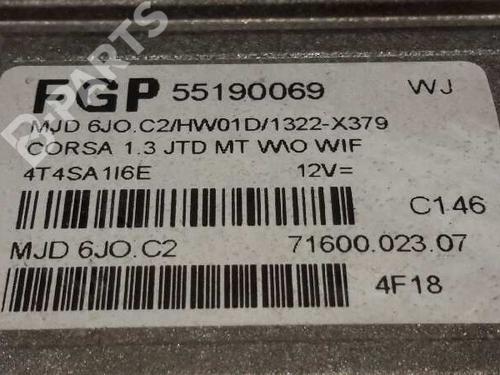 B-PARTS
FGP 55190069 WJ
MJD 6JO.C2/HW01D/1322-X379
CORSA 1.3 JTD MT W\O WIF
4T4SA1I6E 12V=
C146
MJD 6JO.C2 71600.023.07
4F18